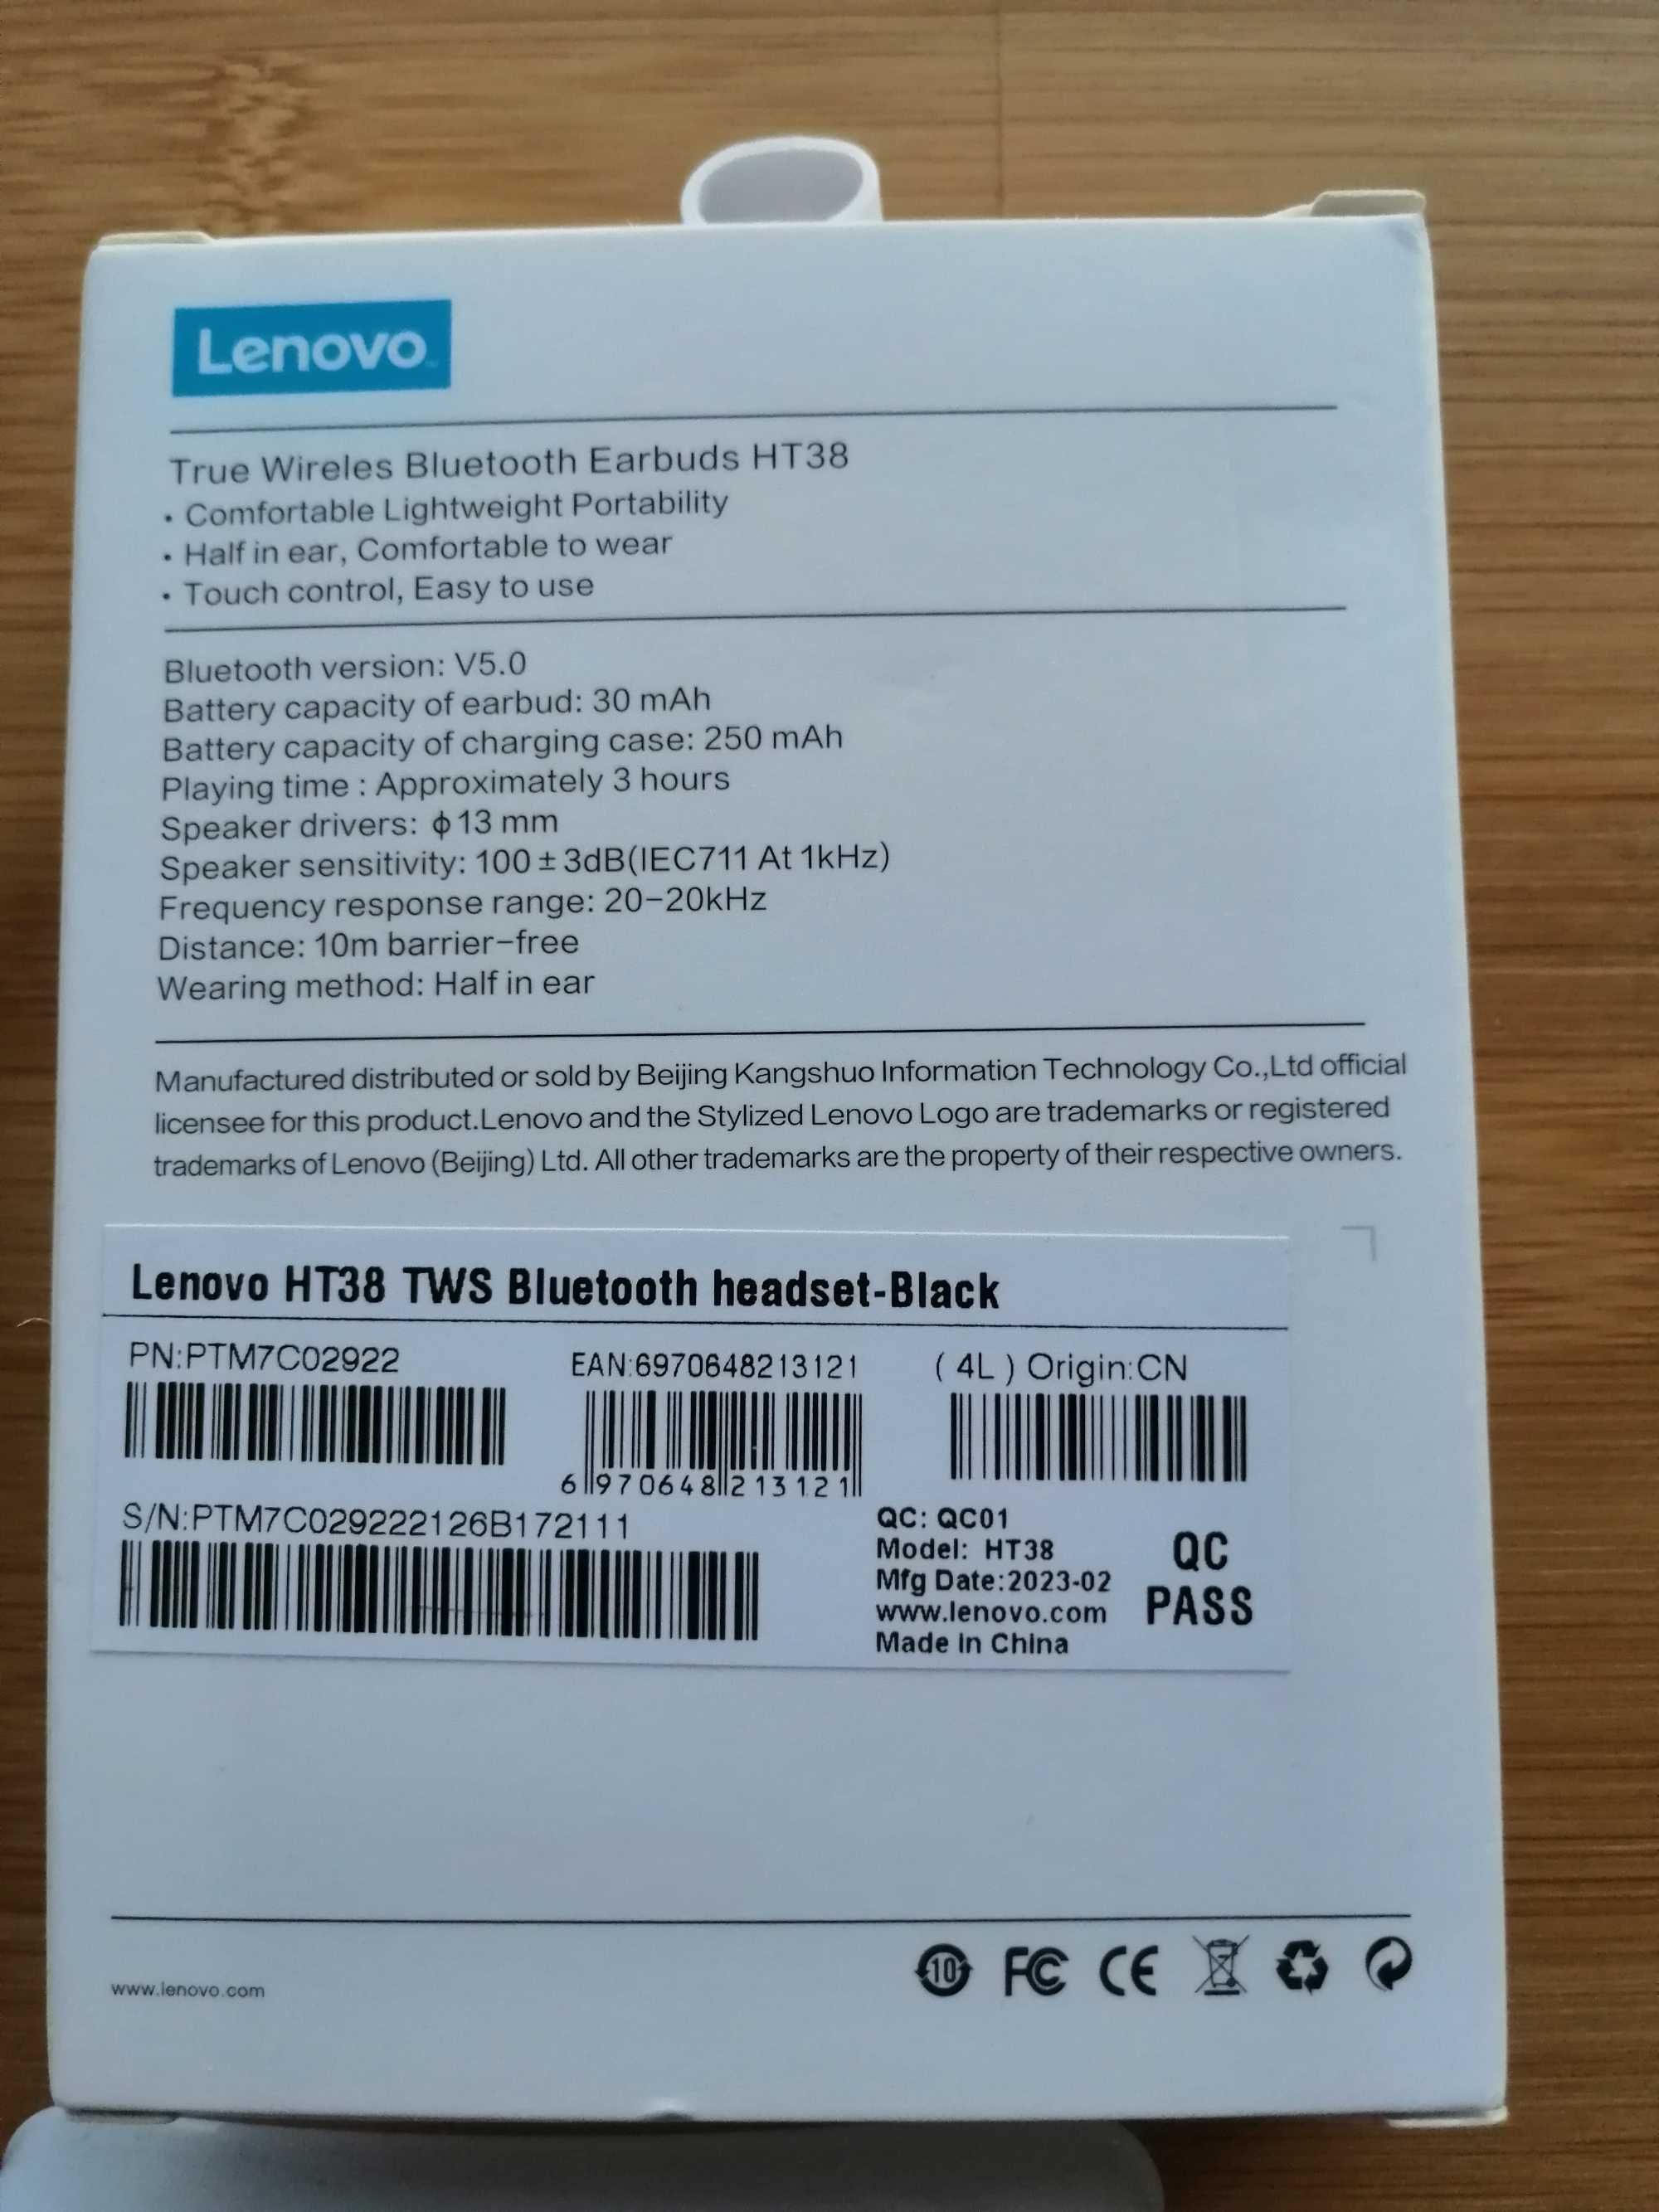 Lenovo
True Wireles Bluetooth Earbuds HT38
• Comfortable Lightweight Portability
• Half in ear, Comfortable to wear
• Touch control, Easy to use
Bluetooth version: V5.0
Battery capacity of earbud: 30 mAh
Battery capacity of charging case: 250 mAh
Playing time : Approximately 3 hours
Speaker drivers: ɸ13 mm
Speaker sensitivity: 100±3dB(IEC711 At 1kHz)
Frequency response range: 20-20kHz
Distance: 10m barrier-free
Wearing method: Half in ear
Manufactured distributed or sold by Beijing Kangshuo Information Technology Co.,Ltd official
licensee for this product.Lenovo and the Stylized Lenovo Logo are trademarks or registered
trademarks of Lenovo (Beijing) Ltd. All other trademarks are the property of their respective owners.
Lenovo HT38 TWS Bluetooth headset-Black
PN:PTM7C02922
EAN:6970648213121
( 4L ) Origin:CN
6 970648 213121
S/N:PTM7C029222126B172111
QC: QC01
Model: HT38
Mfg Date:2023-02
www.lenovo.com
Made in China
QC
PASS
www.lenovo.com
10 FC CE